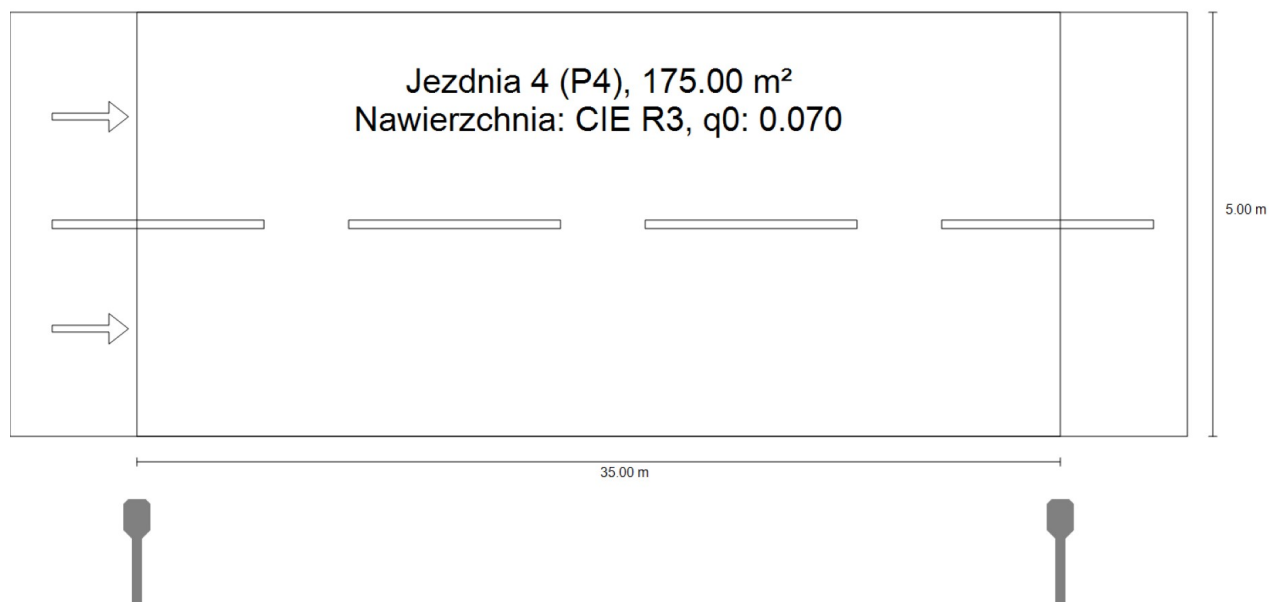 Jezdnia 4 (P4), 175.00 m²
Nawierzchnia: CIE R3, q0: 0.070
5.00 m
35.00 m